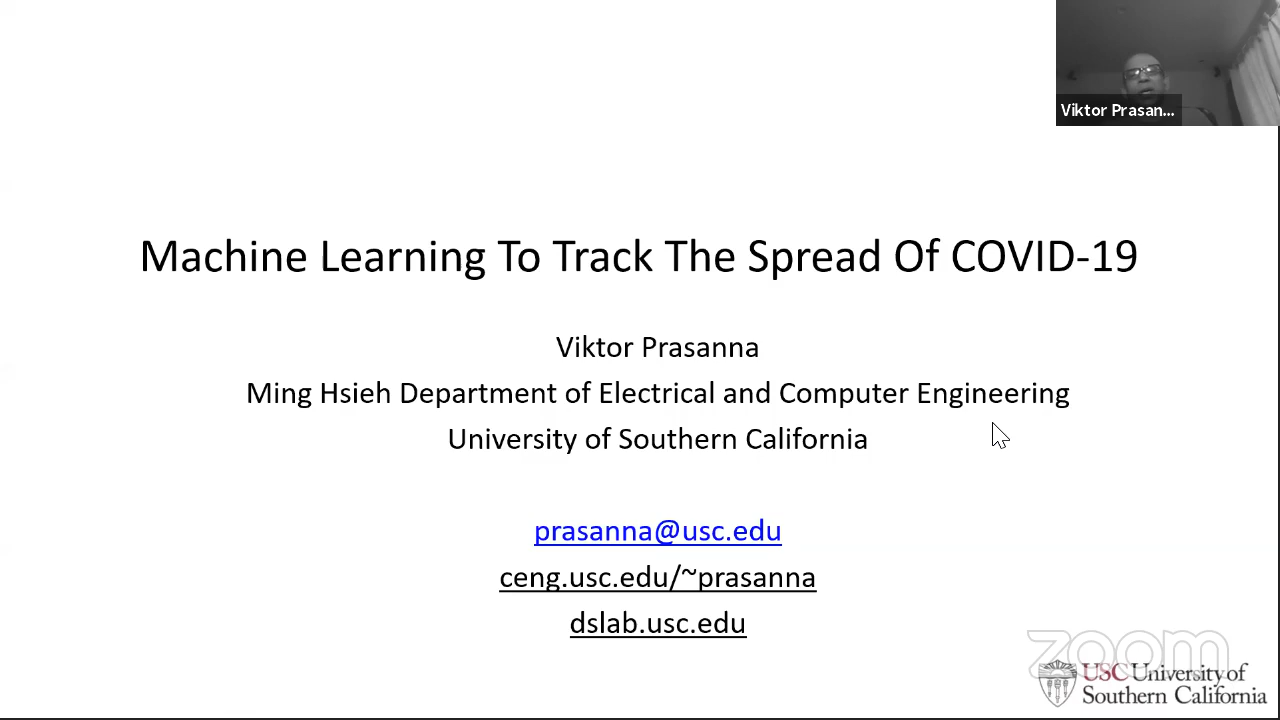 Viktor Prasan...
Machine Learning To Track The Spread Of COVID-19
Viktor Prasanna
Ming Hsieh Department of Electrical and Computer Engineering
University of Southern California
prasanna@usc.edu
ceng.usc.edu/~prasanna
dslab.usc.edu
zoom
USC University of
Southern California